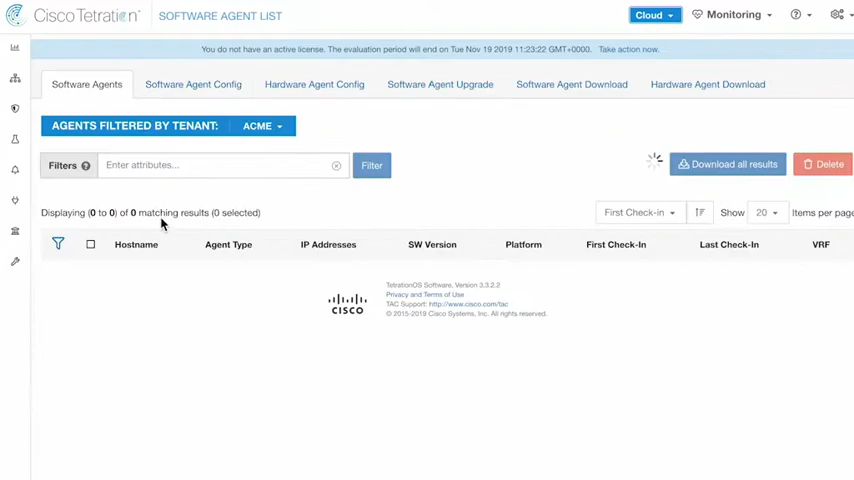 Cisco Tetration™ SOFTWARE AGENT LIST Cloud Monitoring
You do not have an active license. The evaluation period will end on Tue Nov 19 2019 11:23:22 GMT+0000. Take action now.
Software Agents Software Agent Config Hardware Agent Config Software Agent Upgrade Software Agent Download Hardware Agent Download
AGENTS FILTERED BY TENANT: ACME
Filters Enter attributes... Filter Download all results Delete
Displaying (0 to 0) of 0 matching results (0 selected) First Check-in Show 20 Items per page
Hostname Agent Type IP Addresses SW Version Platform First Check-In Last Check-In VRF
TetrationOS Software, Version 3.3.2.2
Privacy and Terms of Use
TAC Support: http://www.cisco.com/tac
© 2015-2019 Cisco Systems, Inc. All rights reserved.
CISCO